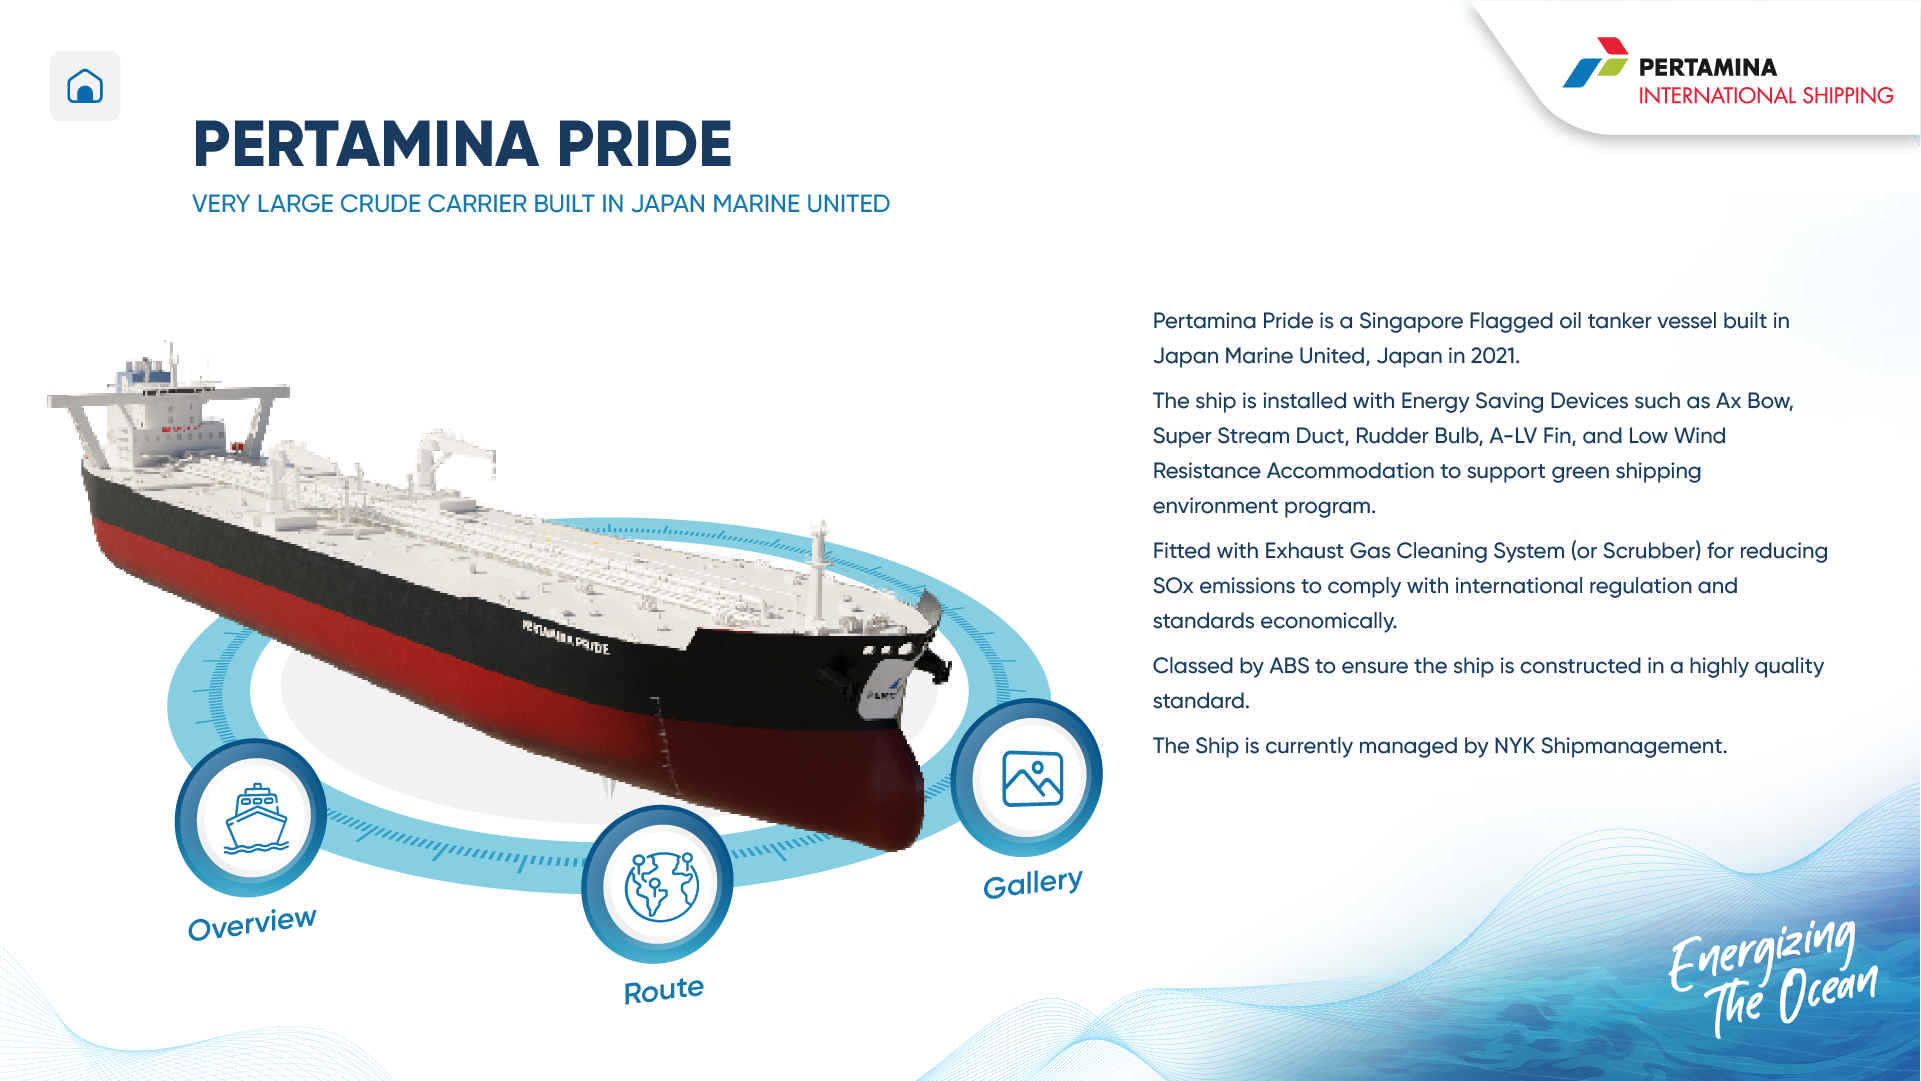 PERTAMINA
INTERNATIONAL SHIPPING
PERTAMINA PRIDE
VERY LARGE CRUDE CARRIER BUILT IN JAPAN MARINE UNITED
Pertamina Pride is a Singapore Flagged oil tanker vessel built in
Japan Marine United, Japan in 2021.
The ship is installed with Energy Saving Devices such as Ax Bow,
Super Stream Duct, Rudder Bulb, A-LV Fin, and Low Wind
Resistance Accommodation to support green shipping
environment program.
Fitted with Exhaust Gas Cleaning System (or Scrubber) for reducing
SOx emissions to comply with international regulation and
standards economically.
Classed by ABS to ensure the ship is constructed in a highly quality
standard.
The Ship is currently managed by NYK Shipmanagement.
PERTAMINA PRIDE
Overview
Route
Gallery
Energizing
The Ocean